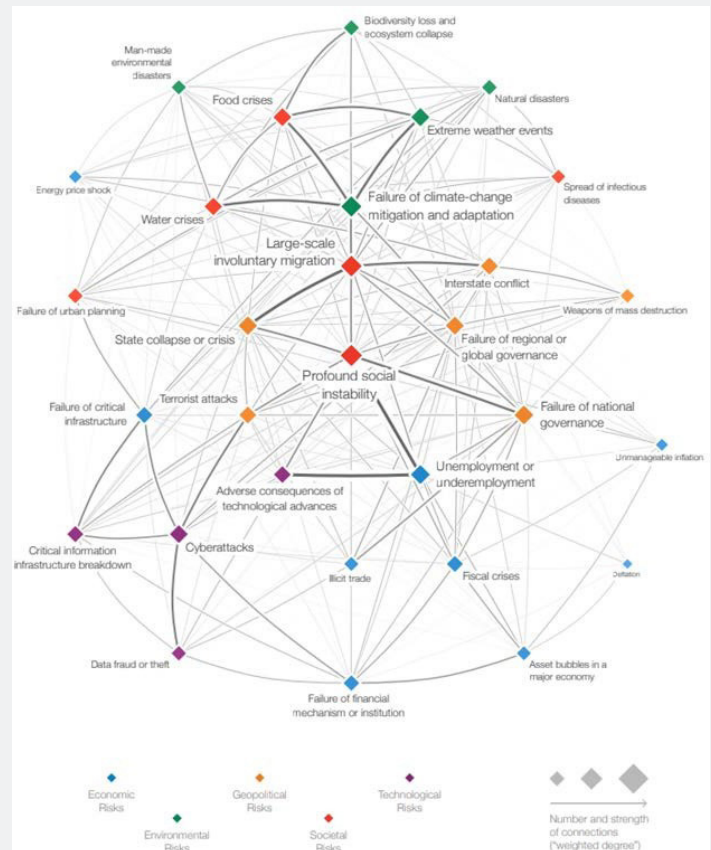 Biodiversity loss and
ecosystem collapse
Man-made
environmental
disasters
Food crises
Natural disasters
Extreme weather events
Energy price shock
Spread of infectious
diseases
Failure of climate-change
mitigation and adaptation
Water crises
Large-scale
involuntary migration
Interstate conflict
Failure of urban planning
Weapons of mass destruction
State collapse or crisis
Failure of regional or
global governance
Profound social
instability
Terrorist attacks
Failure of critical
infrastructure
Failure of national
governance
Unmanageable inflation
Unemployment or
underemployment
Adverse consequences of
technological advances
Critical information
infrastructure breakdown
Cyberattacks
Illicit trade
Fiscal crises
Deflation
Data fraud or theft
Asset bubbles in a
major economy
Failure of financial
mechanism or institution
Economic
Risks
Geopolitical
Risks
Technological
Risks
Environmental
Risks
Societal
Risks
Number and strength
of connections
("weighted degree")